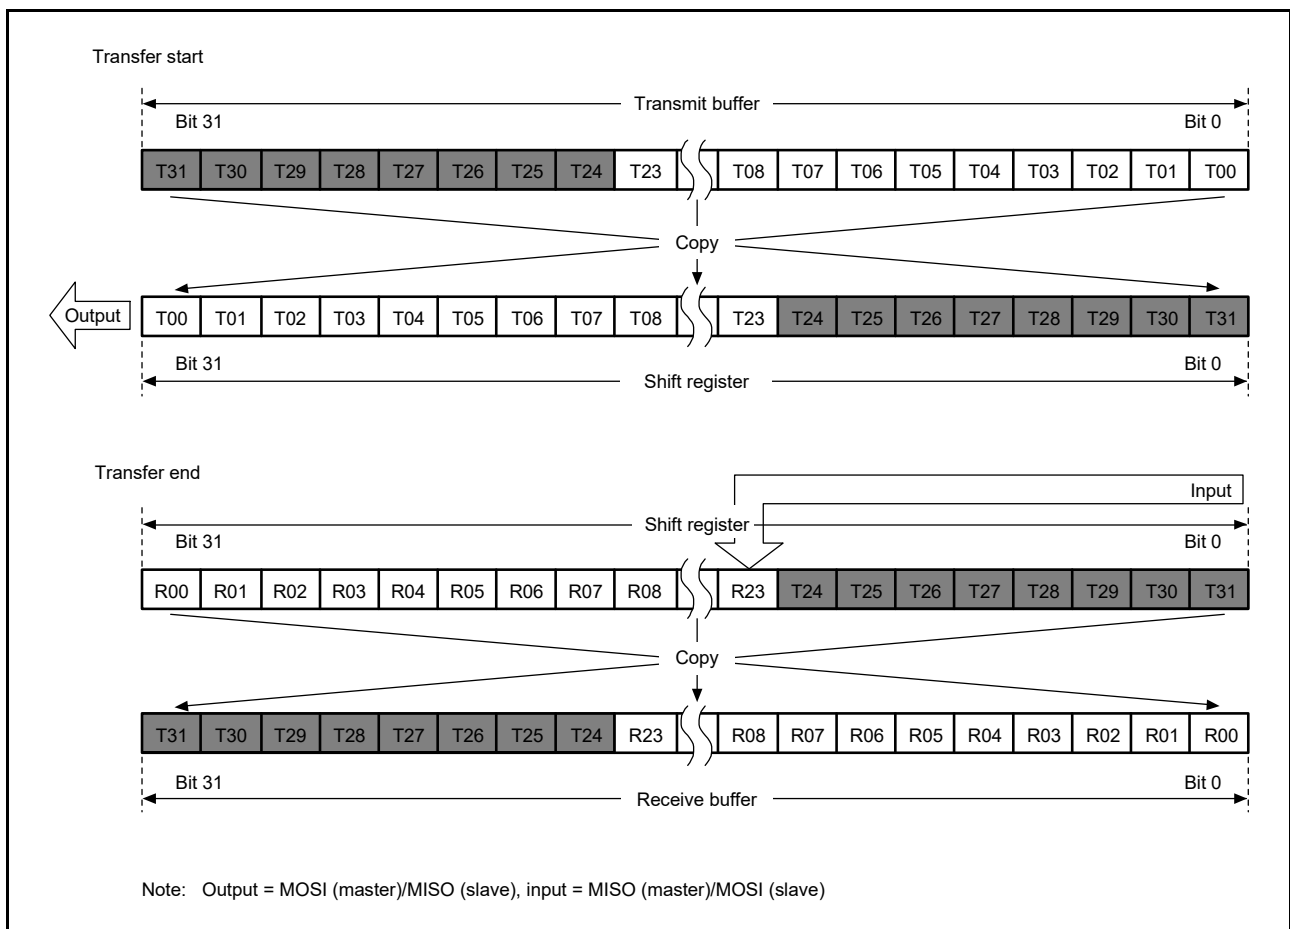 Transfer start
Transmit buffer
Bit 31 Bit 0
T31 T30 T29 T28 T27 T26 T25 T24 T23 T08 T07 T06 T05 T04 T03 T02 T01 T00
Copy
Output T00 T01 T02 T03 T04 T05 T06 T07 T08 T23 T24 T25 T26 T27 T28 T29 T30 T31
Bit 31 Bit 0
Shift register
Transfer end
Input
Shift register
Bit 31 Bit 0
R00 R01 R02 R03 R04 R05 R06 R07 R08 R23 T24 T25 T26 T27 T28 T29 T30 T31
Copy
T31 T30 T29 T28 T27 T26 T25 T24 R23 R08 R07 R06 R05 R04 R03 R02 R01 R00
Bit 31 Bit 0
Receive buffer
Note: Output = MOSI (master)/MISO (slave), input = MISO (master)/MOSI (slave)